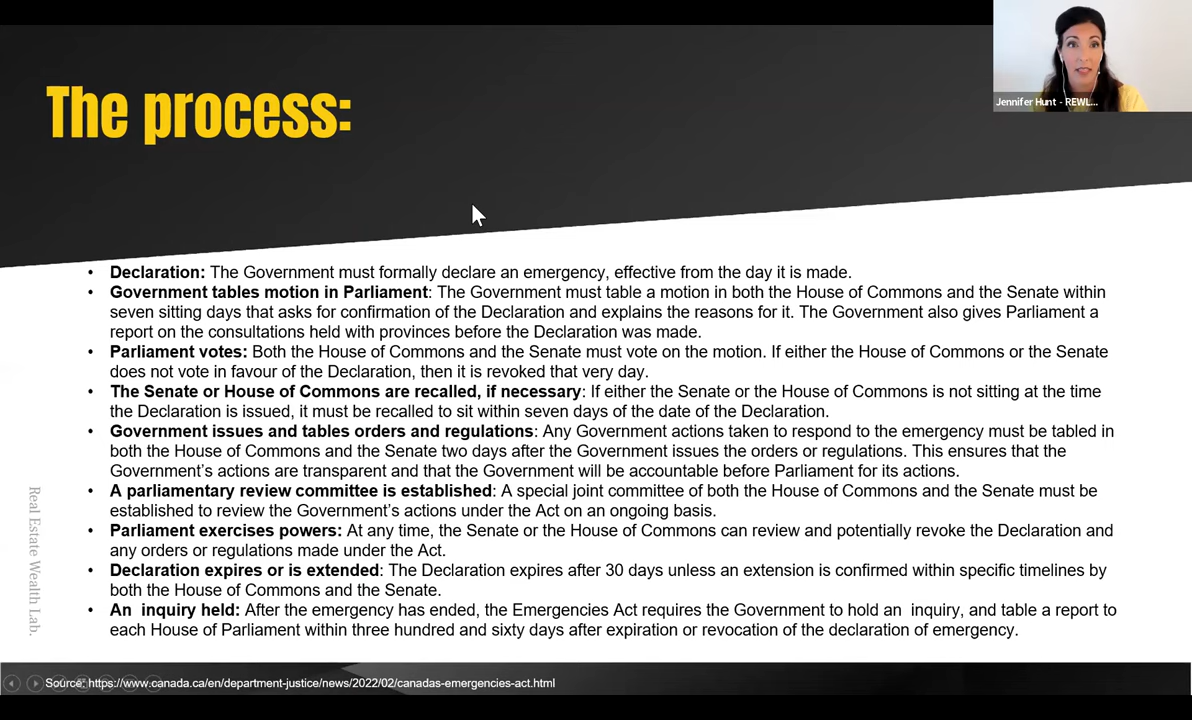 Jennifer Hunt - REWL...
The process:
• Declaration: The Government must formally declare an emergency, effective from the day it is made.
• Government tables motion in Parliament: The Government must table a motion in both the House of Commons and the Senate within
seven sitting days that asks for confirmation of the Declaration and explains the reasons for it. The Government also gives Parliament a
report on the consultations held with provinces before the Declaration was made.
• Parliament votes: Both the House of Commons and the Senate must vote on the motion. If either the House of Commons or the Senate
does not vote in favour of the Declaration, then it is revoked that very day.
• The Senate or House of Commons are recalled, if necessary: If either the Senate or the House of Commons is not sitting at the time
the Declaration is issued, it must be recalled to sit within seven days of the date of the Declaration.
• Government issues and tables orders and regulations: Any Government actions taken to respond to the emergency must be tabled in
both the House of Commons and the Senate two days after the Government issues the orders or regulations. This ensures that the
Government's actions are transparent and that the Government will be accountable before Parliament for its actions.
• A parliamentary review committee is established: A special joint committee of both the House of Commons and the Senate must be
established to review the Government's actions under the Act on an ongoing basis.
• Parliament exercises powers: At any time, the Senate or the House of Commons can review and potentially revoke the Declaration and
any orders or regulations made under the Act.
• Declaration expires or is extended: The Declaration expires after 30 days unless an extension is confirmed within specific timelines by
both the House of Commons and the Senate.
• An inquiry held: After the emergency has ended, the Emergencies Act requires the Government to hold an inquiry, and table a report to
each House of Parliament within three hundred and sixty days after expiration or revocation of the declaration of emergency.
Real Estate Wealth Lab.
Source: https://www.canada.ca/en/department-justice/news/2022/02/canadas-emergencies-act.html